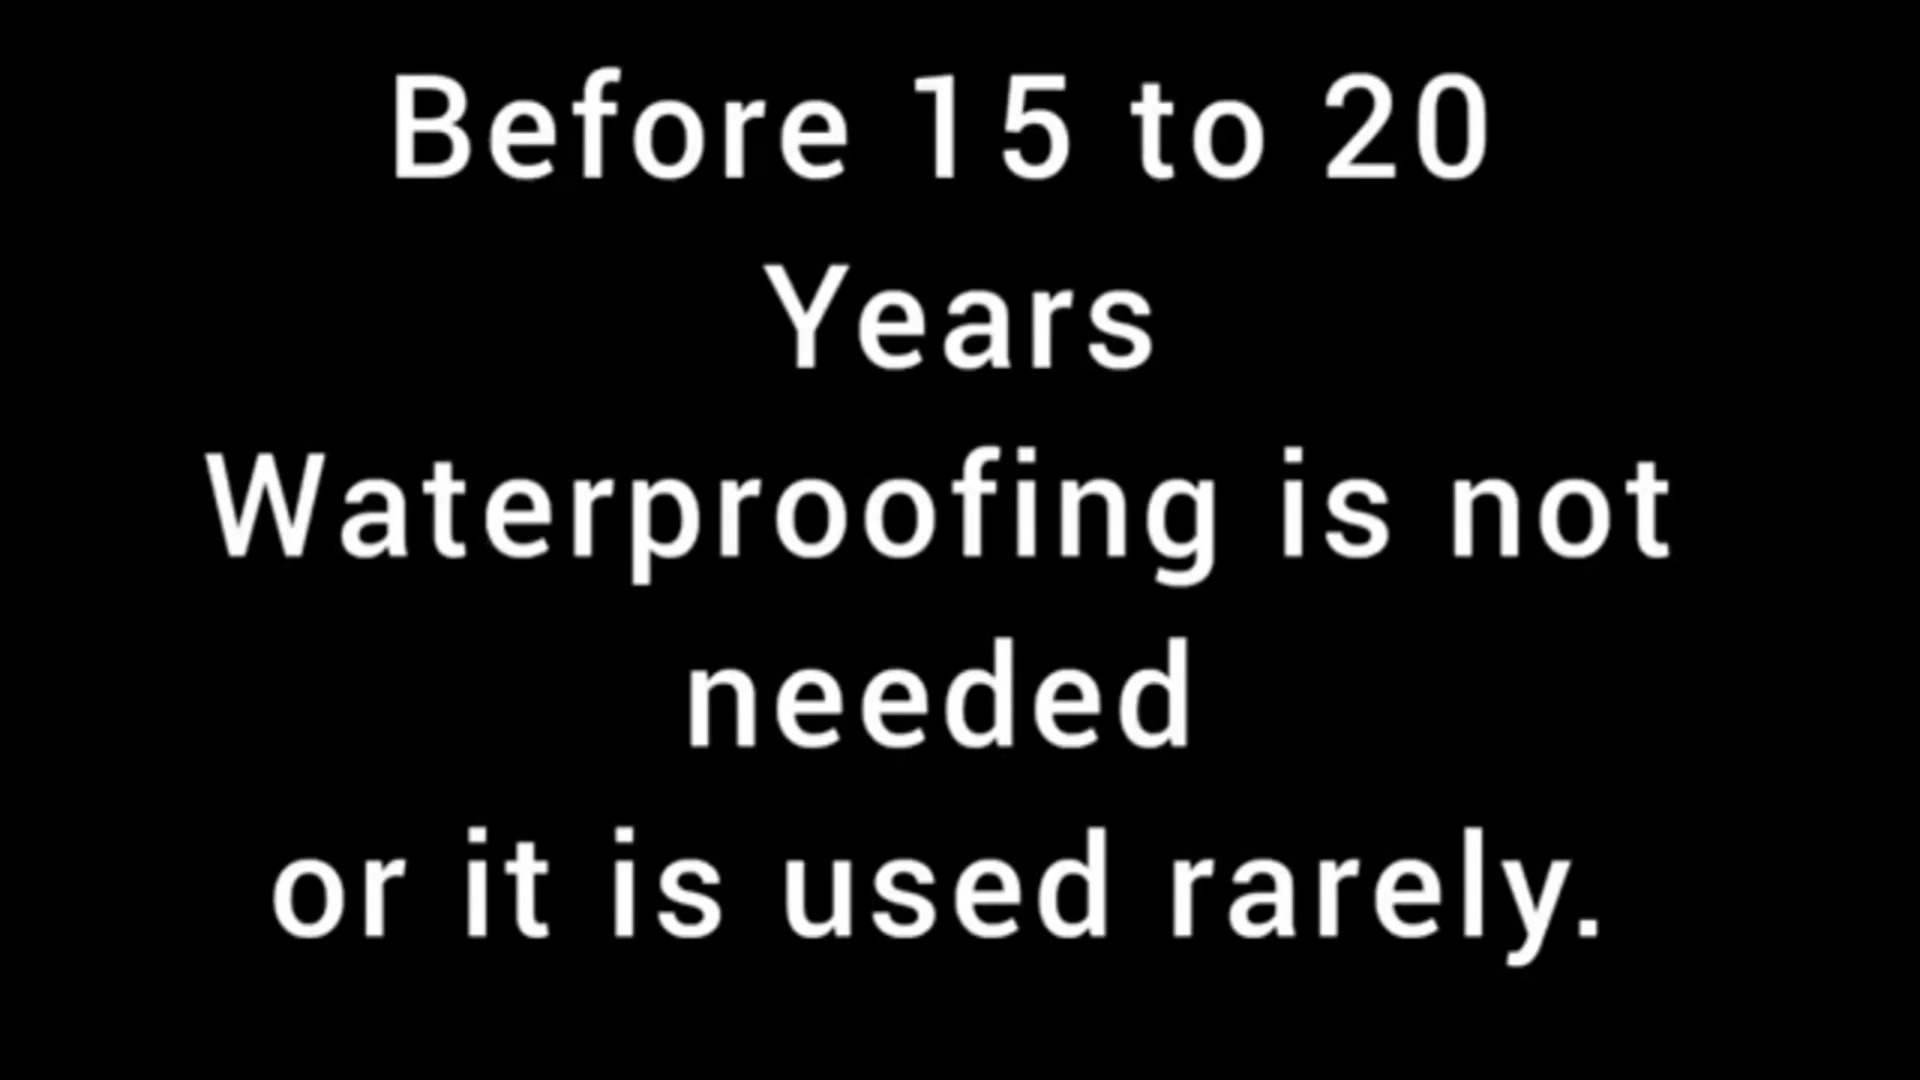 Before 15 to 20
Years
Waterproofing is not
needed
or it is used rarely.